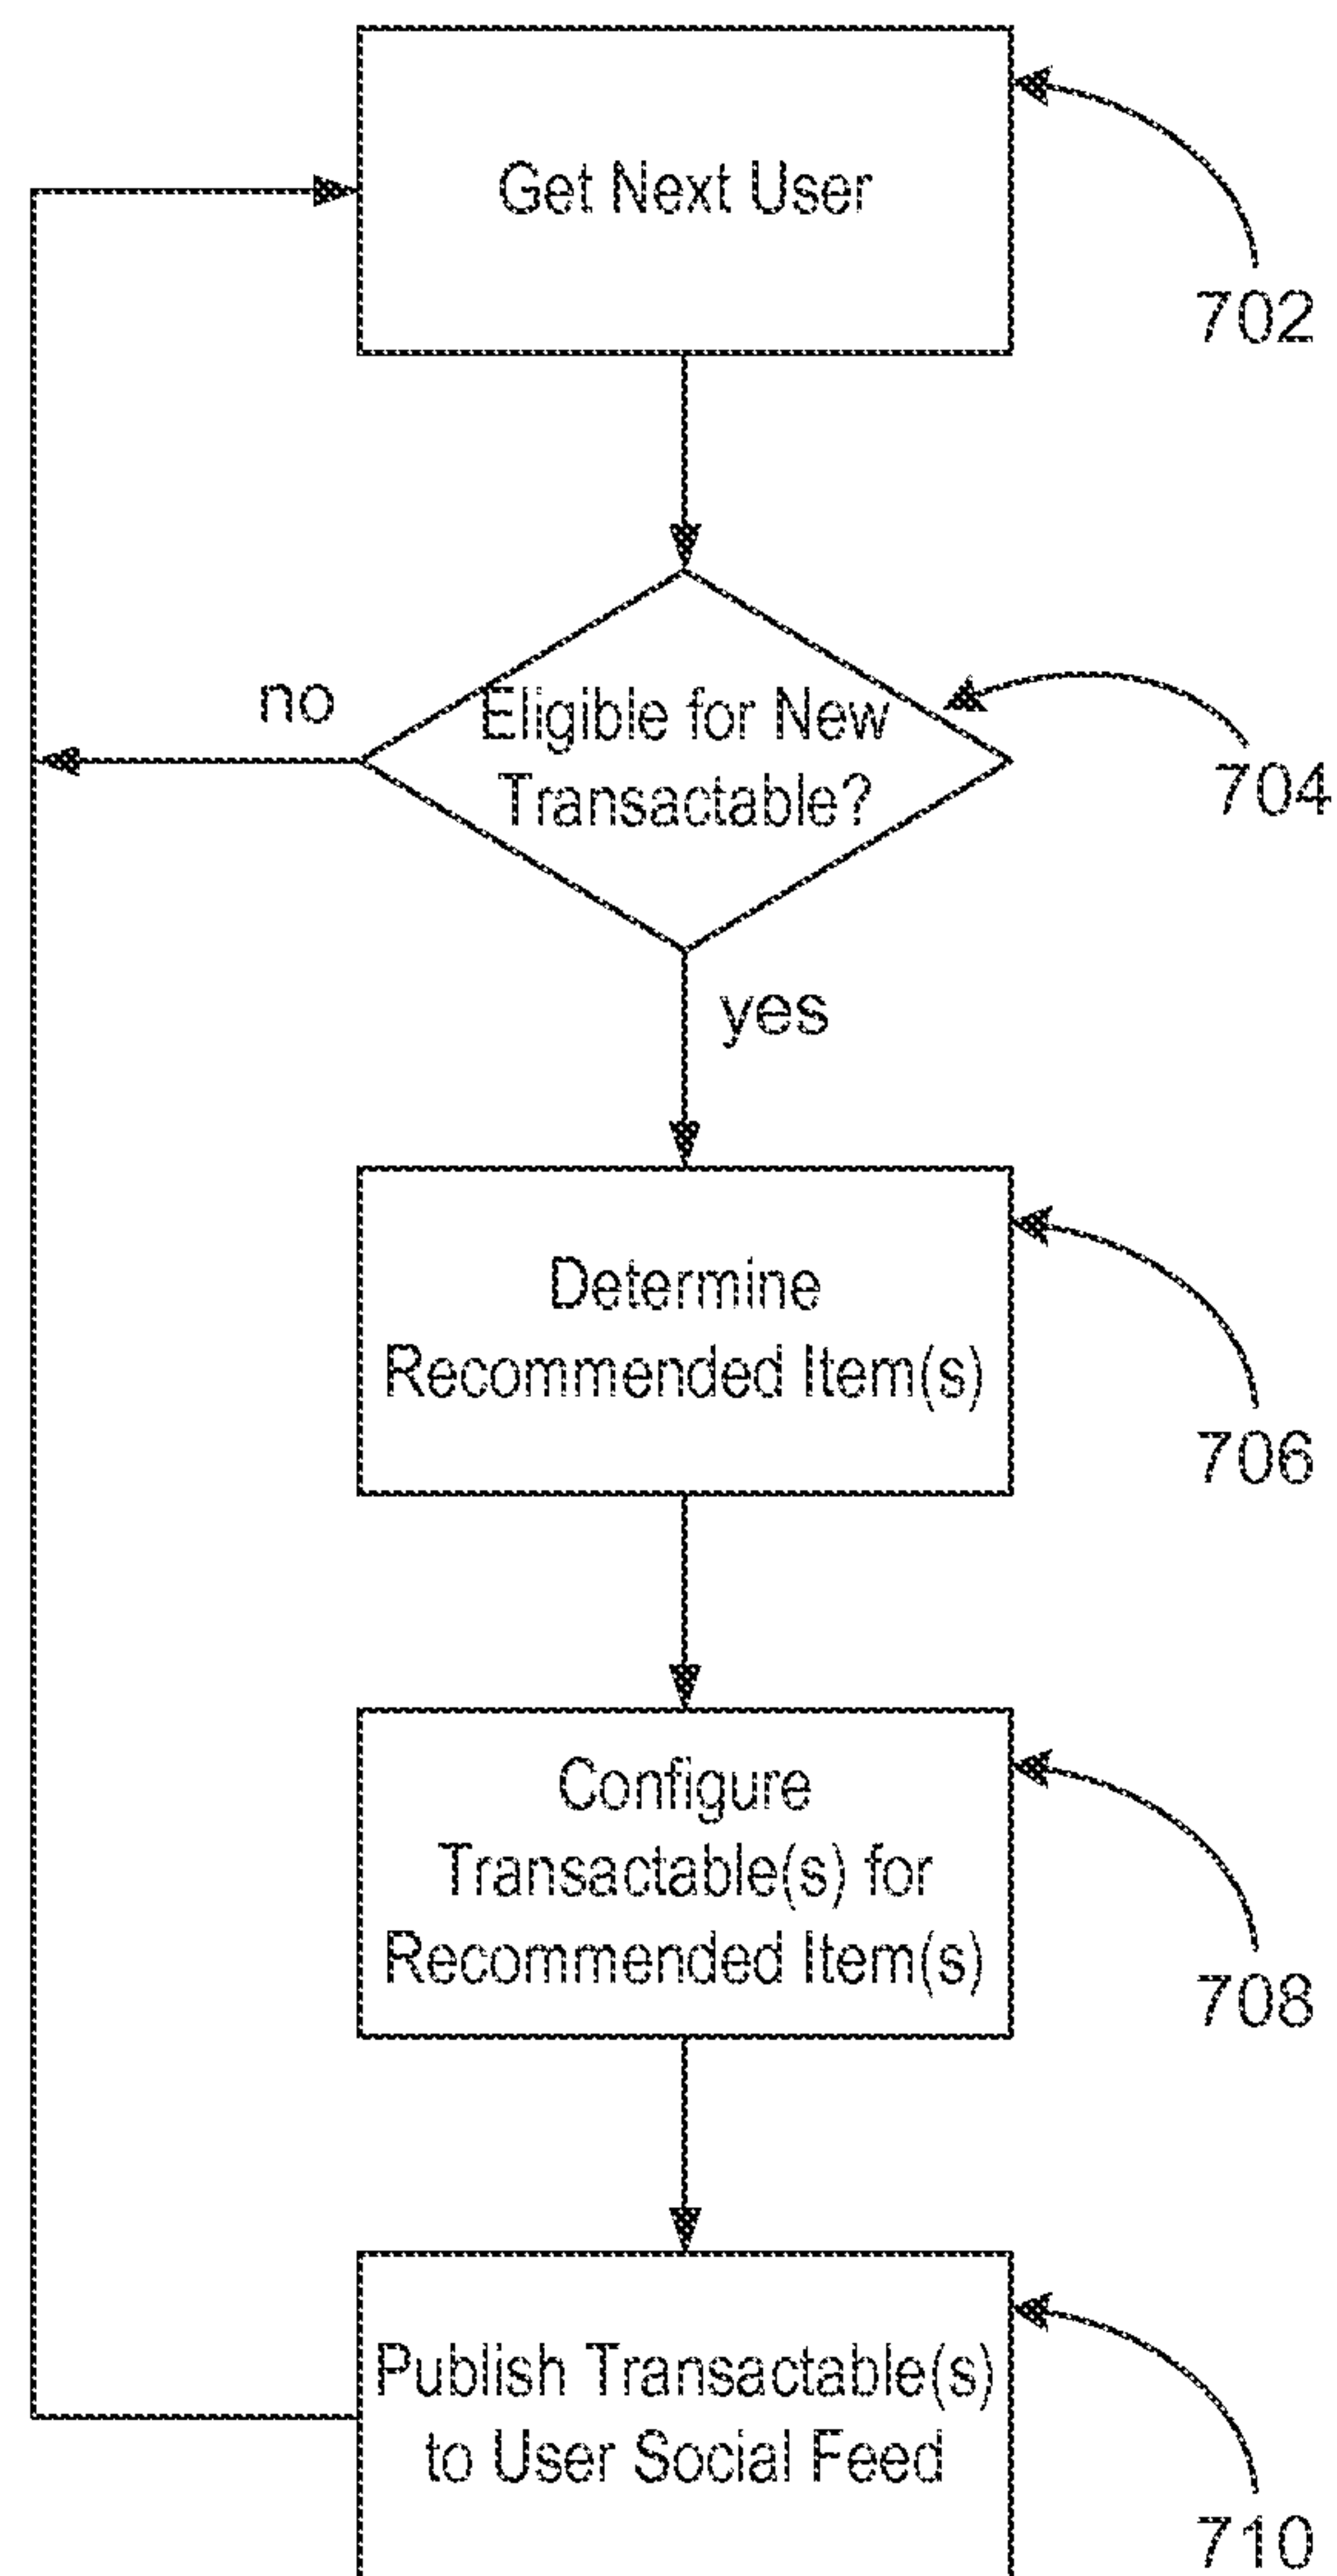 Get Next User
702
no
Eligible for New
Transactable?
704
yes
Determine
Recommended Item(s)
706
Configure
Transactable(s) for
Recommended Item(s)
708
Publish Transactable(s)
to User Social Feed
710